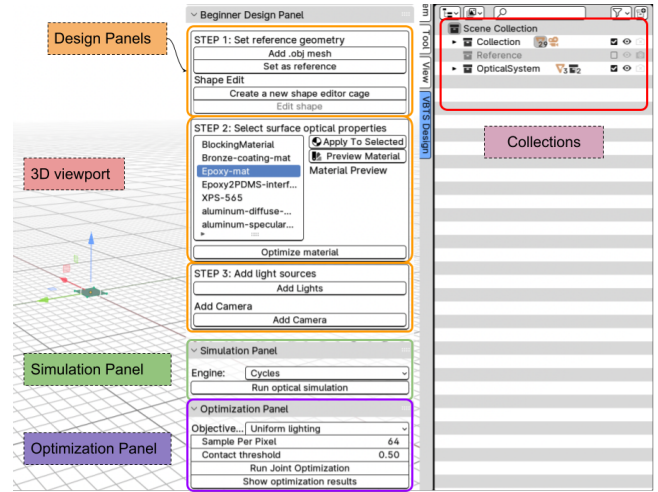 Design Panels
3D viewport
Simulation Panel
Optimization Panel
Beginner Design Panel
STEP 1: Set reference geometry
Add .obj mesh
Set as reference
Shape Edit
Create a new shape editor cage
Edit shape
STEP 2: Select surface optical properties
BlockingMaterial
Bronze-coating-mat
Epoxy-mat
Epoxy2PDMS-interf...
XPS-565
aluminum-diffuse-...
aluminum-specular...
Apply To Selected
Preview Material
Material Preview
Optimize material
STEP 3: Add light sources
Add Lights
Add Camera
Add Camera
Simulation Panel
Engine: Cycles
Run optical simulation
Optimization Panel
Objective... Uniform lighting
Sample Per Pixel 64
Contact threshold 0.50
Run Joint Optimization
Show optimization results
em
Tool
View
VBTS Design
Scene Collection
Collection 29
Reference
OpticalSystem 3 2
Collections